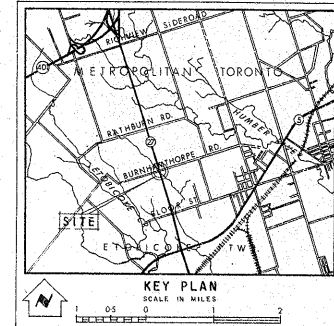 RICHVIEW SIDEROAD
401
METROPOLITAN TORONTO
HUMBER
RATHBURN RD.
27
5
BURNHAMTHORPE RD.
ETOBICOKE
BLOOR ST.
SITE
ETOBICOKE TWP
KEY PLAN
SCALE IN MILES
N
1 0·5 0 1 2